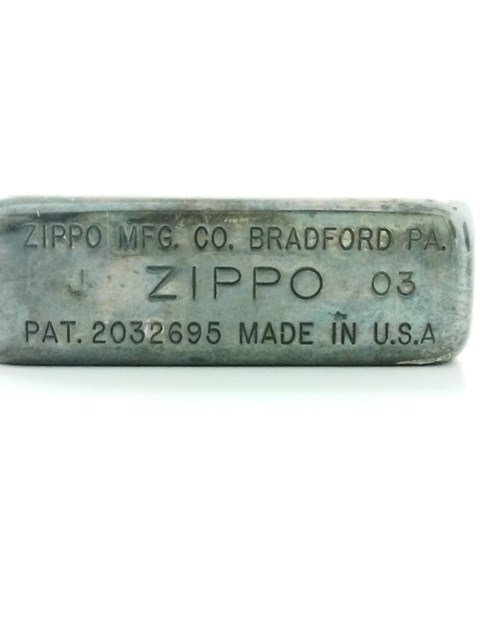 ZIPPO MFG. CO. BRADFORD PA.
J ZIPPO 03
PAT. 2032695 MADE IN U.S.A